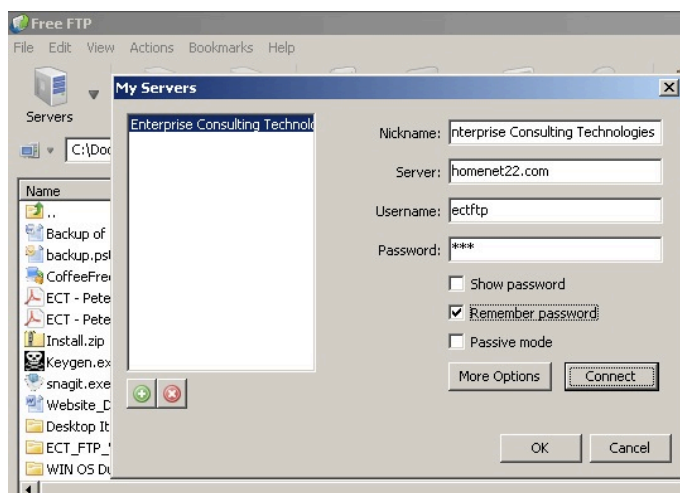 Free FTP
File Edit View Actions Bookmarks Help
Servers
My Servers
Enterprise Consulting Technolo
Nickname: nterprise Consulting Technologies
Server: homenet22.com
Username: ectftp
Password: ***
Show password
Remember password
Passive mode
More Options Connect
OK Cancel
C:\Doc
Name
..
Backup of
backup.pst
CoffeeFree
ECT - Pete
ECT - Pete
Install.zip
Keygen.ex
snagit.exe
Website_D
Desktop It
ECT_FTP_
WIN OS Du